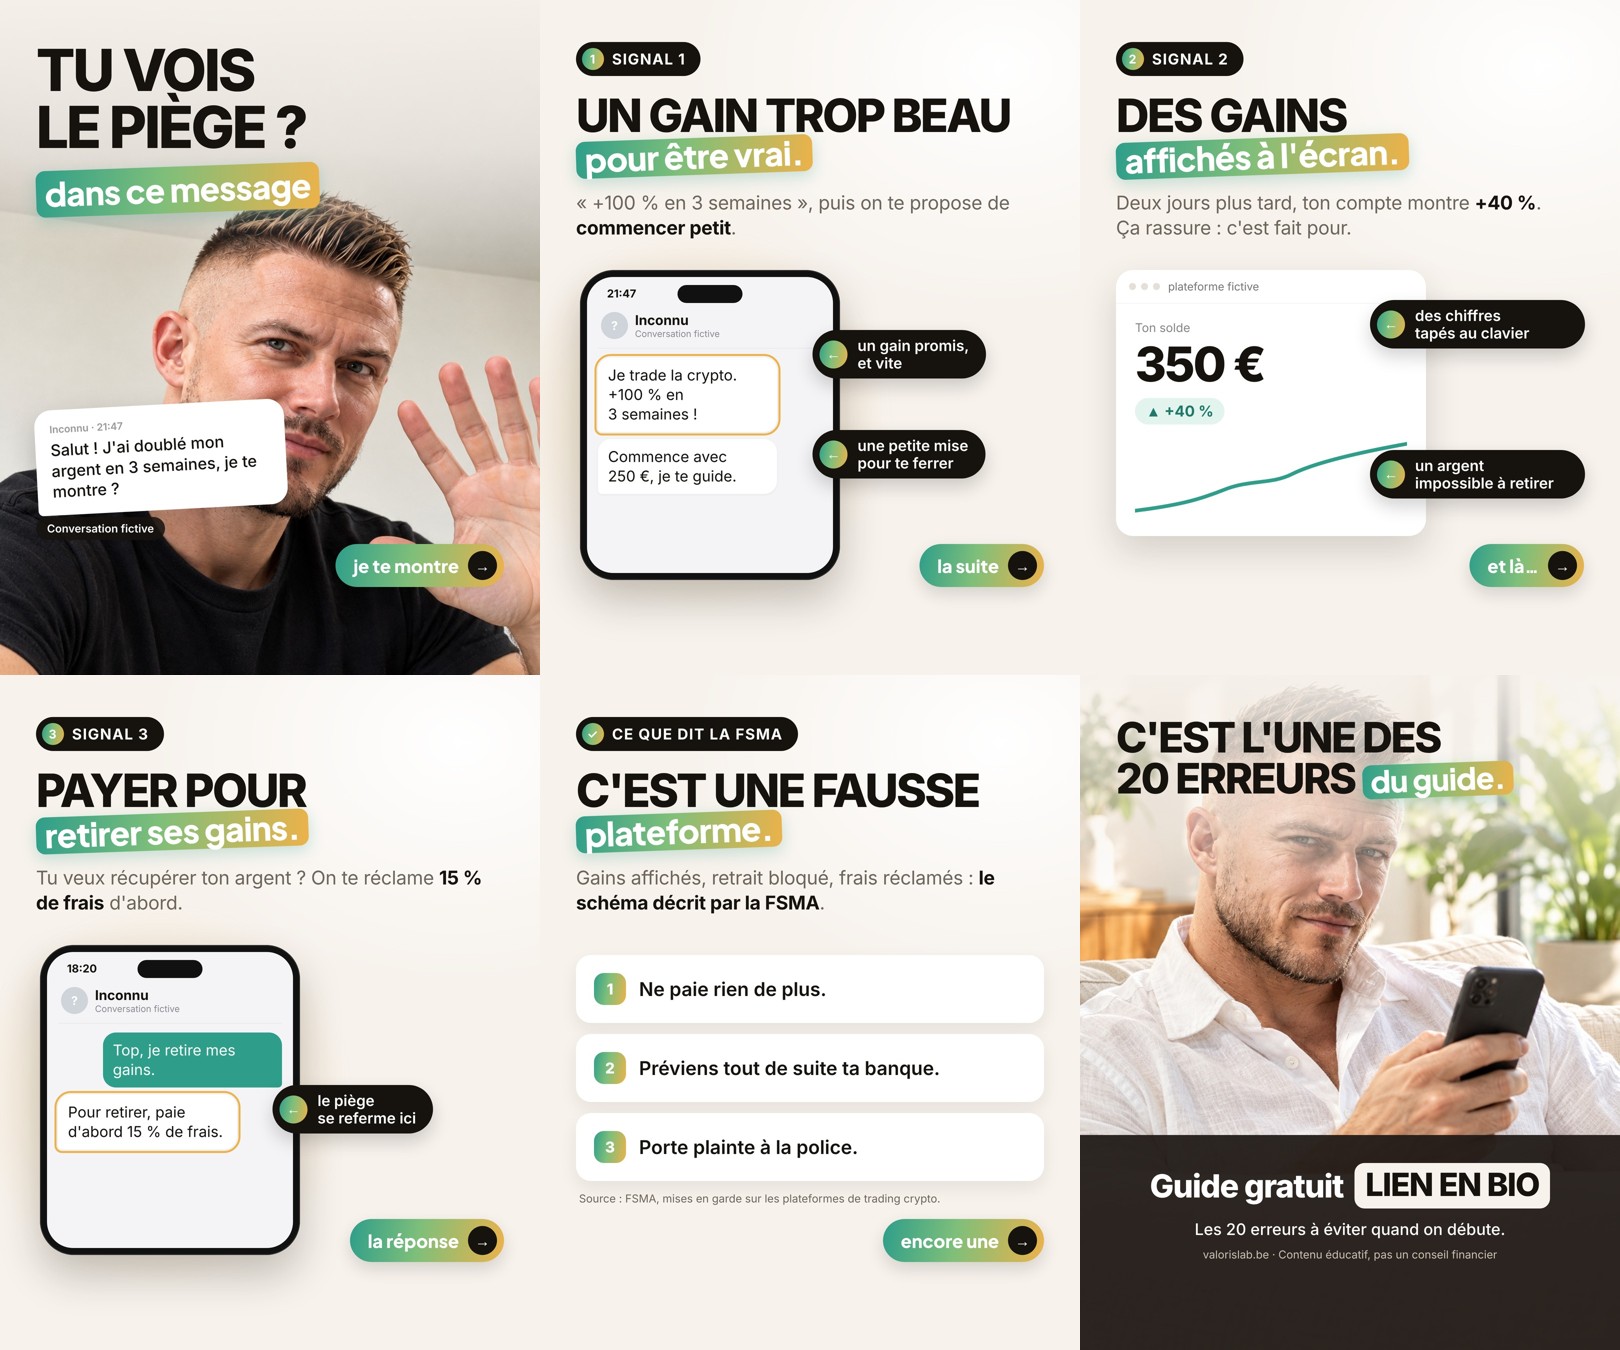 TU VOIS
LE PIÈGE ?
dans ce message
Inconnu · 21:47
Salut ! J'ai doublé mon
argent en 3 semaines, je te
montre ?
Conversation fictive
je te montre →
1 SIGNAL 1
UN GAIN TROP BEAU
pour être vrai.
« +100 % en 3 semaines », puis on te propose de
commencer petit.
21:47
? Inconnu
Conversation fictive
Je trade la crypto.
+100 % en
3 semaines !
Commence avec
250 €, je te guide.
← un gain promis,
et vite
← une petite mise
pour te ferrer
la suite →
2 SIGNAL 2
DES GAINS
affichés à l'écran.
Deux jours plus tard, ton compte montre +40 %.
Ça rassure : c'est fait pour.
plateforme fictive
Ton solde
350 €
▲ +40 %
← des chiffres
tapés au clavier
← un argent
impossible à retirer
et là... →
3 SIGNAL 3
PAYER POUR
retirer ses gains.
Tu veux récupérer ton argent ? On te réclame 15 %
de frais d'abord.
18:20
? Inconnu
Conversation fictive
Top, je retire mes
gains.
Pour retirer, paie
d'abord 15 % de frais.
← le piège
se referme ici
la réponse →
✓ CE QUE DIT LA FSMA
C'EST UNE FAUSSE
plateforme.
Gains affichés, retrait bloqué, frais réclamés : le
schéma décrit par la FSMA.
1 Ne paie rien de plus.
2 Préviens tout de suite ta banque.
3 Porte plainte à la police.
Source : FSMA, mises en garde sur les plateformes de trading crypto.
encore une →
C'EST L'UNE DES
20 ERREURS du guide.
Guide gratuit LIEN EN BIO
Les 20 erreurs à éviter quand on débute.
valorislab.be · Contenu éducatif, pas un conseil financier